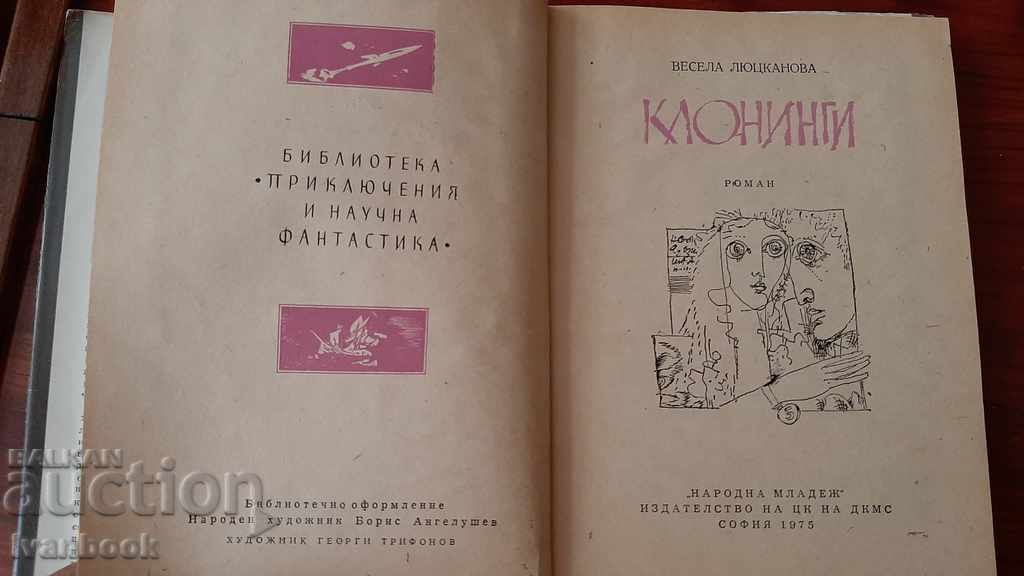 БИБЛИОТЕКА
•ПРИКЛЮЧЕНИЯ
И НАУЧНА
ФАНТАСТИКА•
Библиотечно оформление
Народен художник Борис Ангелушев
ХУДОЖНИК ГЕОРГИ ТРИФОНОВ
ВЕСЕЛА ЛЮЦКАНОВА
КЛОНИНГИ
РОМАН
„НАРОДНА МЛАДЕЖ“
ИЗДАТЕЛСТВО НА ЦК НА ДКМС
СОФИЯ 1975
BALKAN
auction
Ivanbook